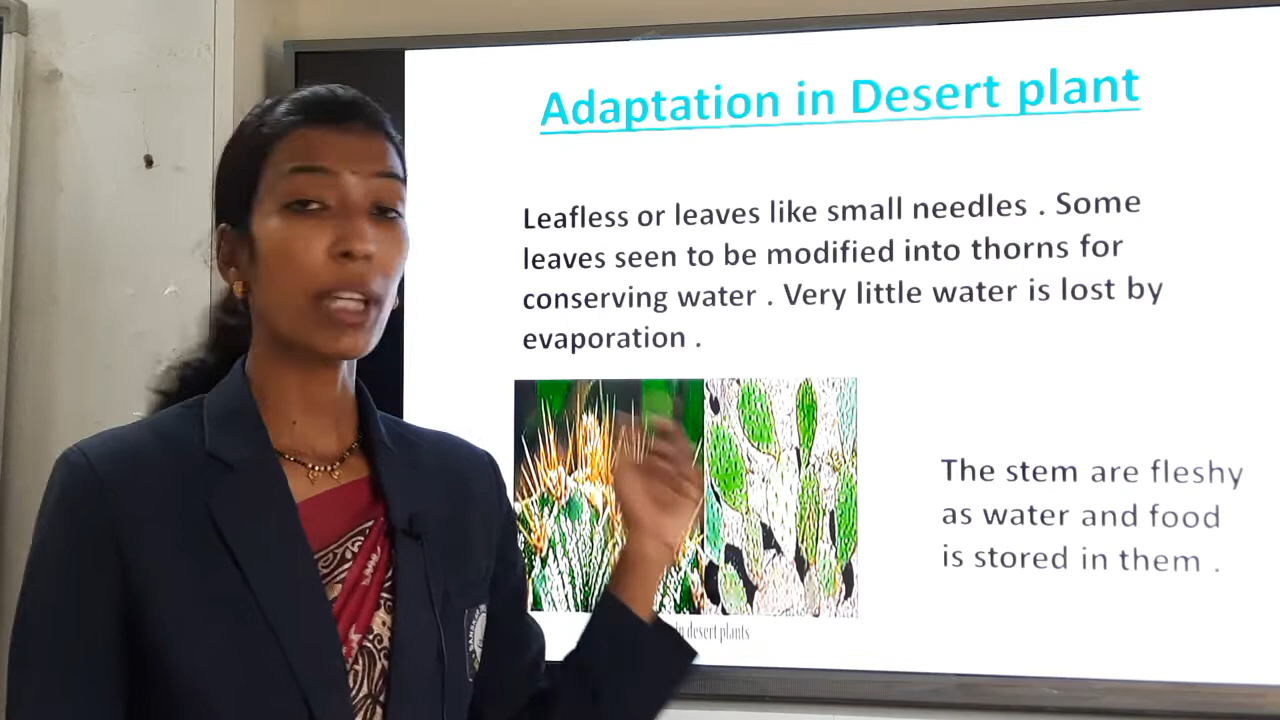 Adaptation in Desert plant
Leafless or leaves like small needles . Some
leaves seen to be modified into thorns for
conserving water . Very little water is lost by
evaporation .
The stem are fleshy
as water and food
is stored in them .
desert plants